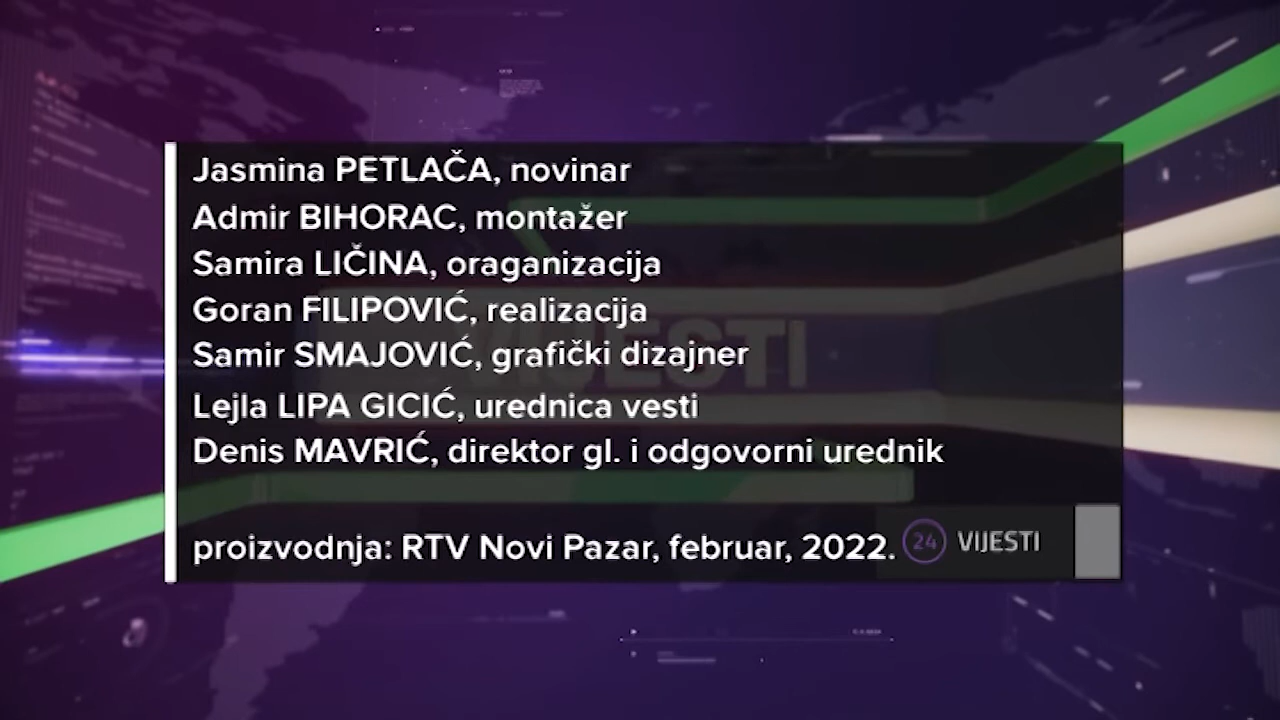 Jasmina PETLAČA, novinar
Admir BIHORAC, montažer
Samira LIČINA, oraganizacija
Goran FILIPOVIĆ, realizacija
VIJESTI
Samir SMAJOVIĆ, grafički dizajner
Lejla LIPA GICIĆ, urednica vesti
Denis MAVRIĆ, direktor gl. i odgovorni urednik
proizvodnja: RTV Novi Pazar, februar, 2022.
24 VIJESTI